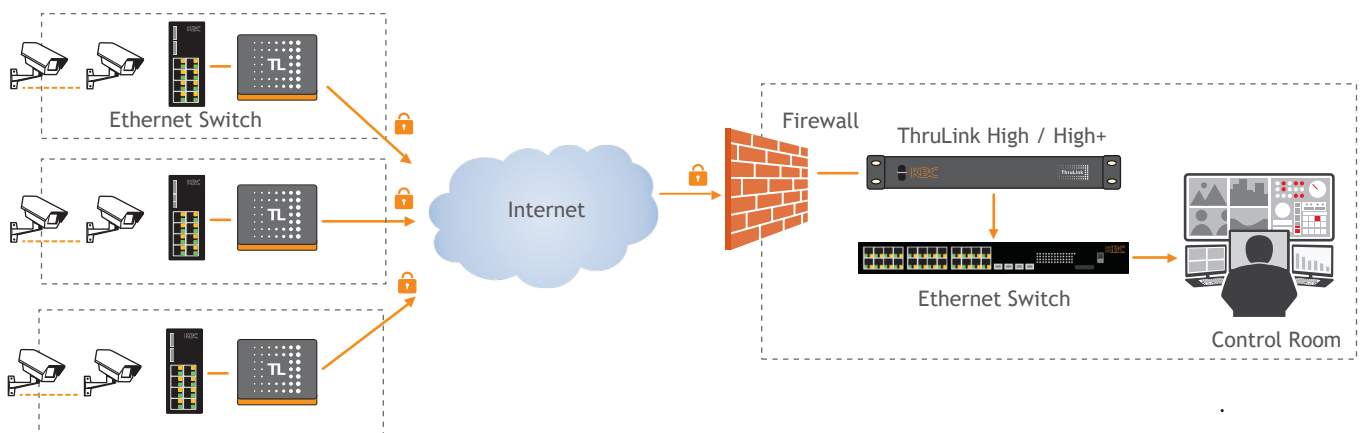 KBC
TL
Ethernet Switch
KBC
TL
KBC
TL
Internet
Firewall
ThruLink High / High+
KBC
ThruLink
KBC
Ethernet Switch
Control Room
.